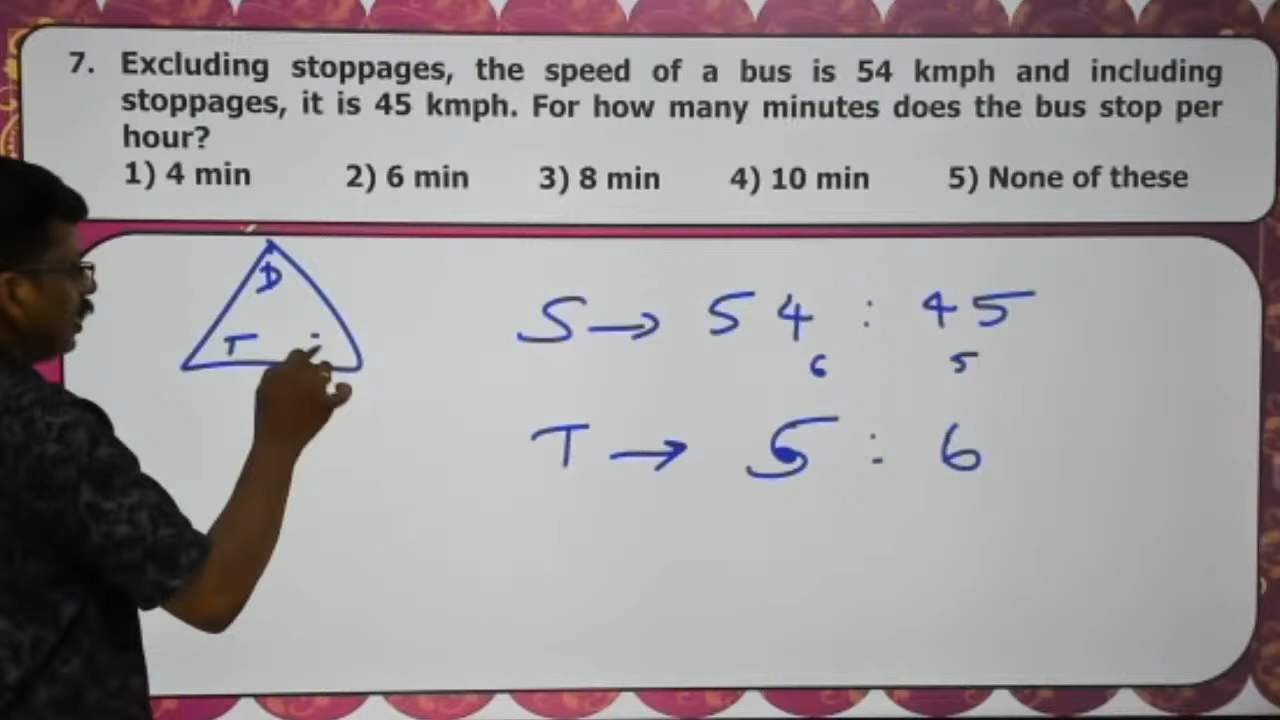 7. Excluding stoppages, the speed of a bus is 54 kmph and including
stoppages, it is 45 kmph. For how many minutes does the bus stop per
hour?
1) 4 min 2) 6 min 3) 8 min 4) 10 min 5) None of these
D
T
S → 54 : 45
6 5
T → 5 : 6